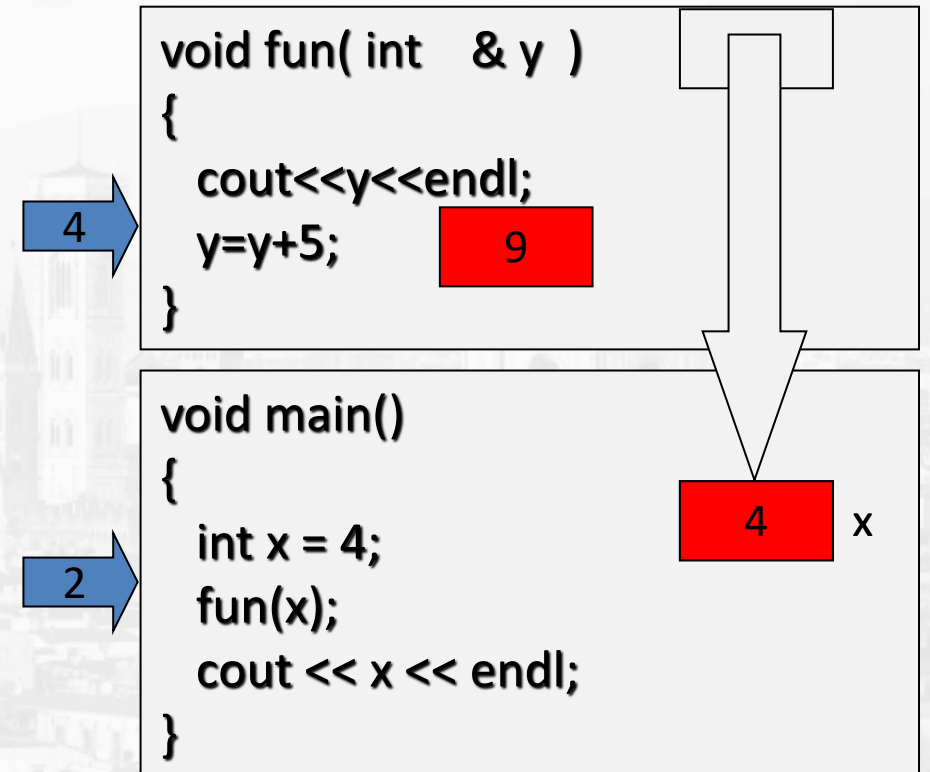 void fun( int & y )
{
cout<<y<<endl;
4
y=y+5;
9
}
void main()
{
4 x
int x = 4;
2
fun(x);
cout << x << endl;
}